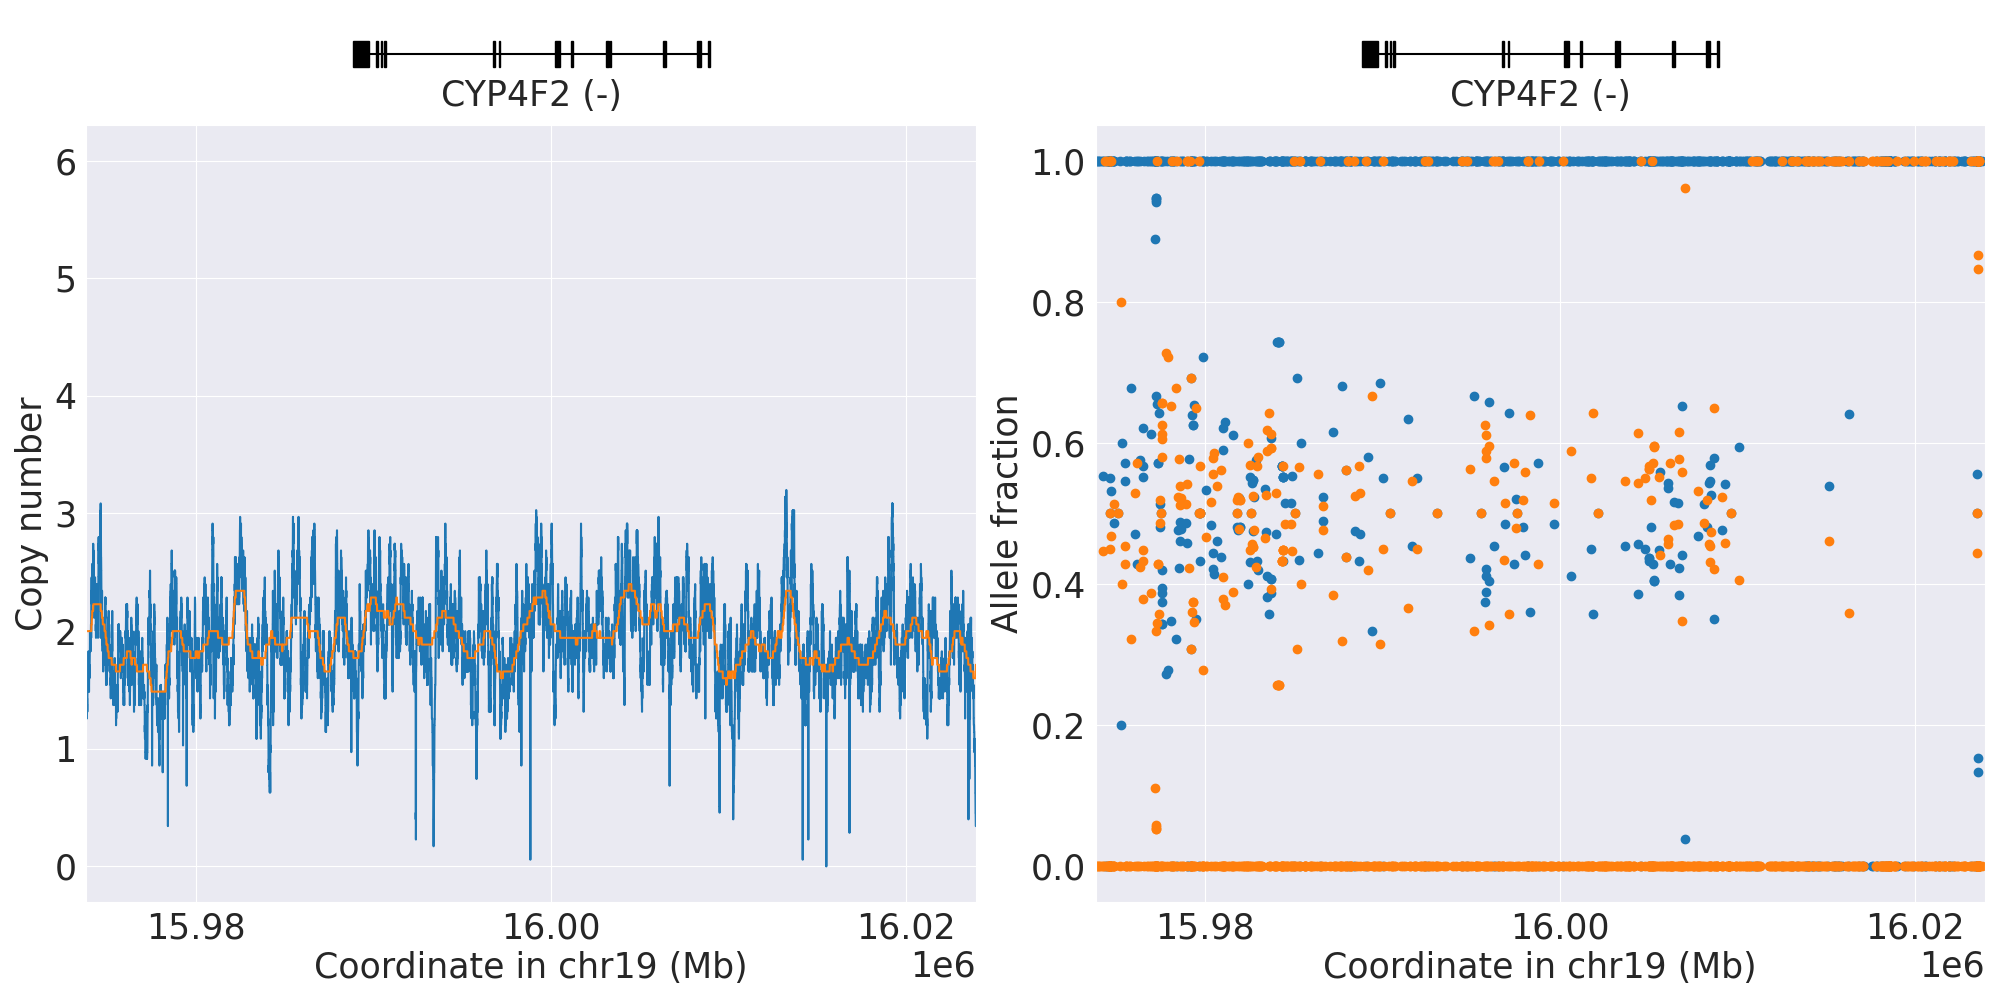 CYP4F2 (-)
Copy number
6
5
4
3
2
1
0
15.98
16.00
16.02
Coordinate in chr19 (Mb)
1e6
CYP4F2 (-)
Allele fraction
1.0
0.8
0.6
0.4
0.2
0.0
15.98
16.00
16.02
Coordinate in chr19 (Mb)
1e6